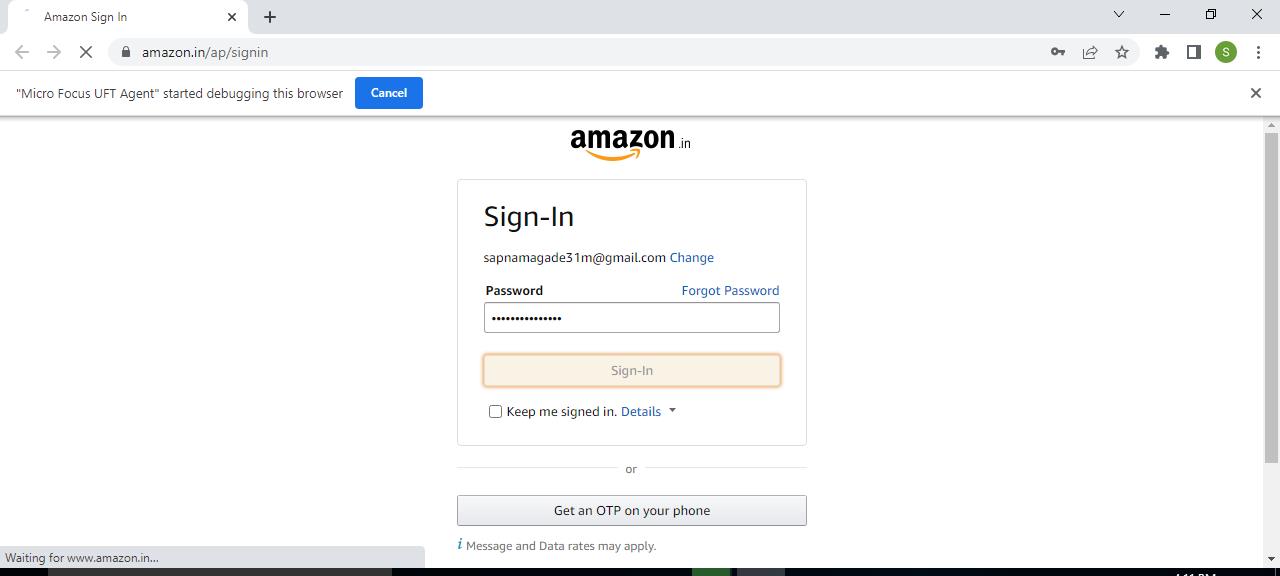 Amazon Sign In
amazon.in/ap/signin
S
"Micro Focus UFT Agent" started debugging this browser Cancel
amazon.in
Sign-In
sapnamagade31m@gmail.com Change
Password Forgot Password
•••••••••••••••
Sign-In
Keep me signed in. Details
or
Get an OTP on your phone
i Message and Data rates may apply.
Waiting for www.amazon.in...